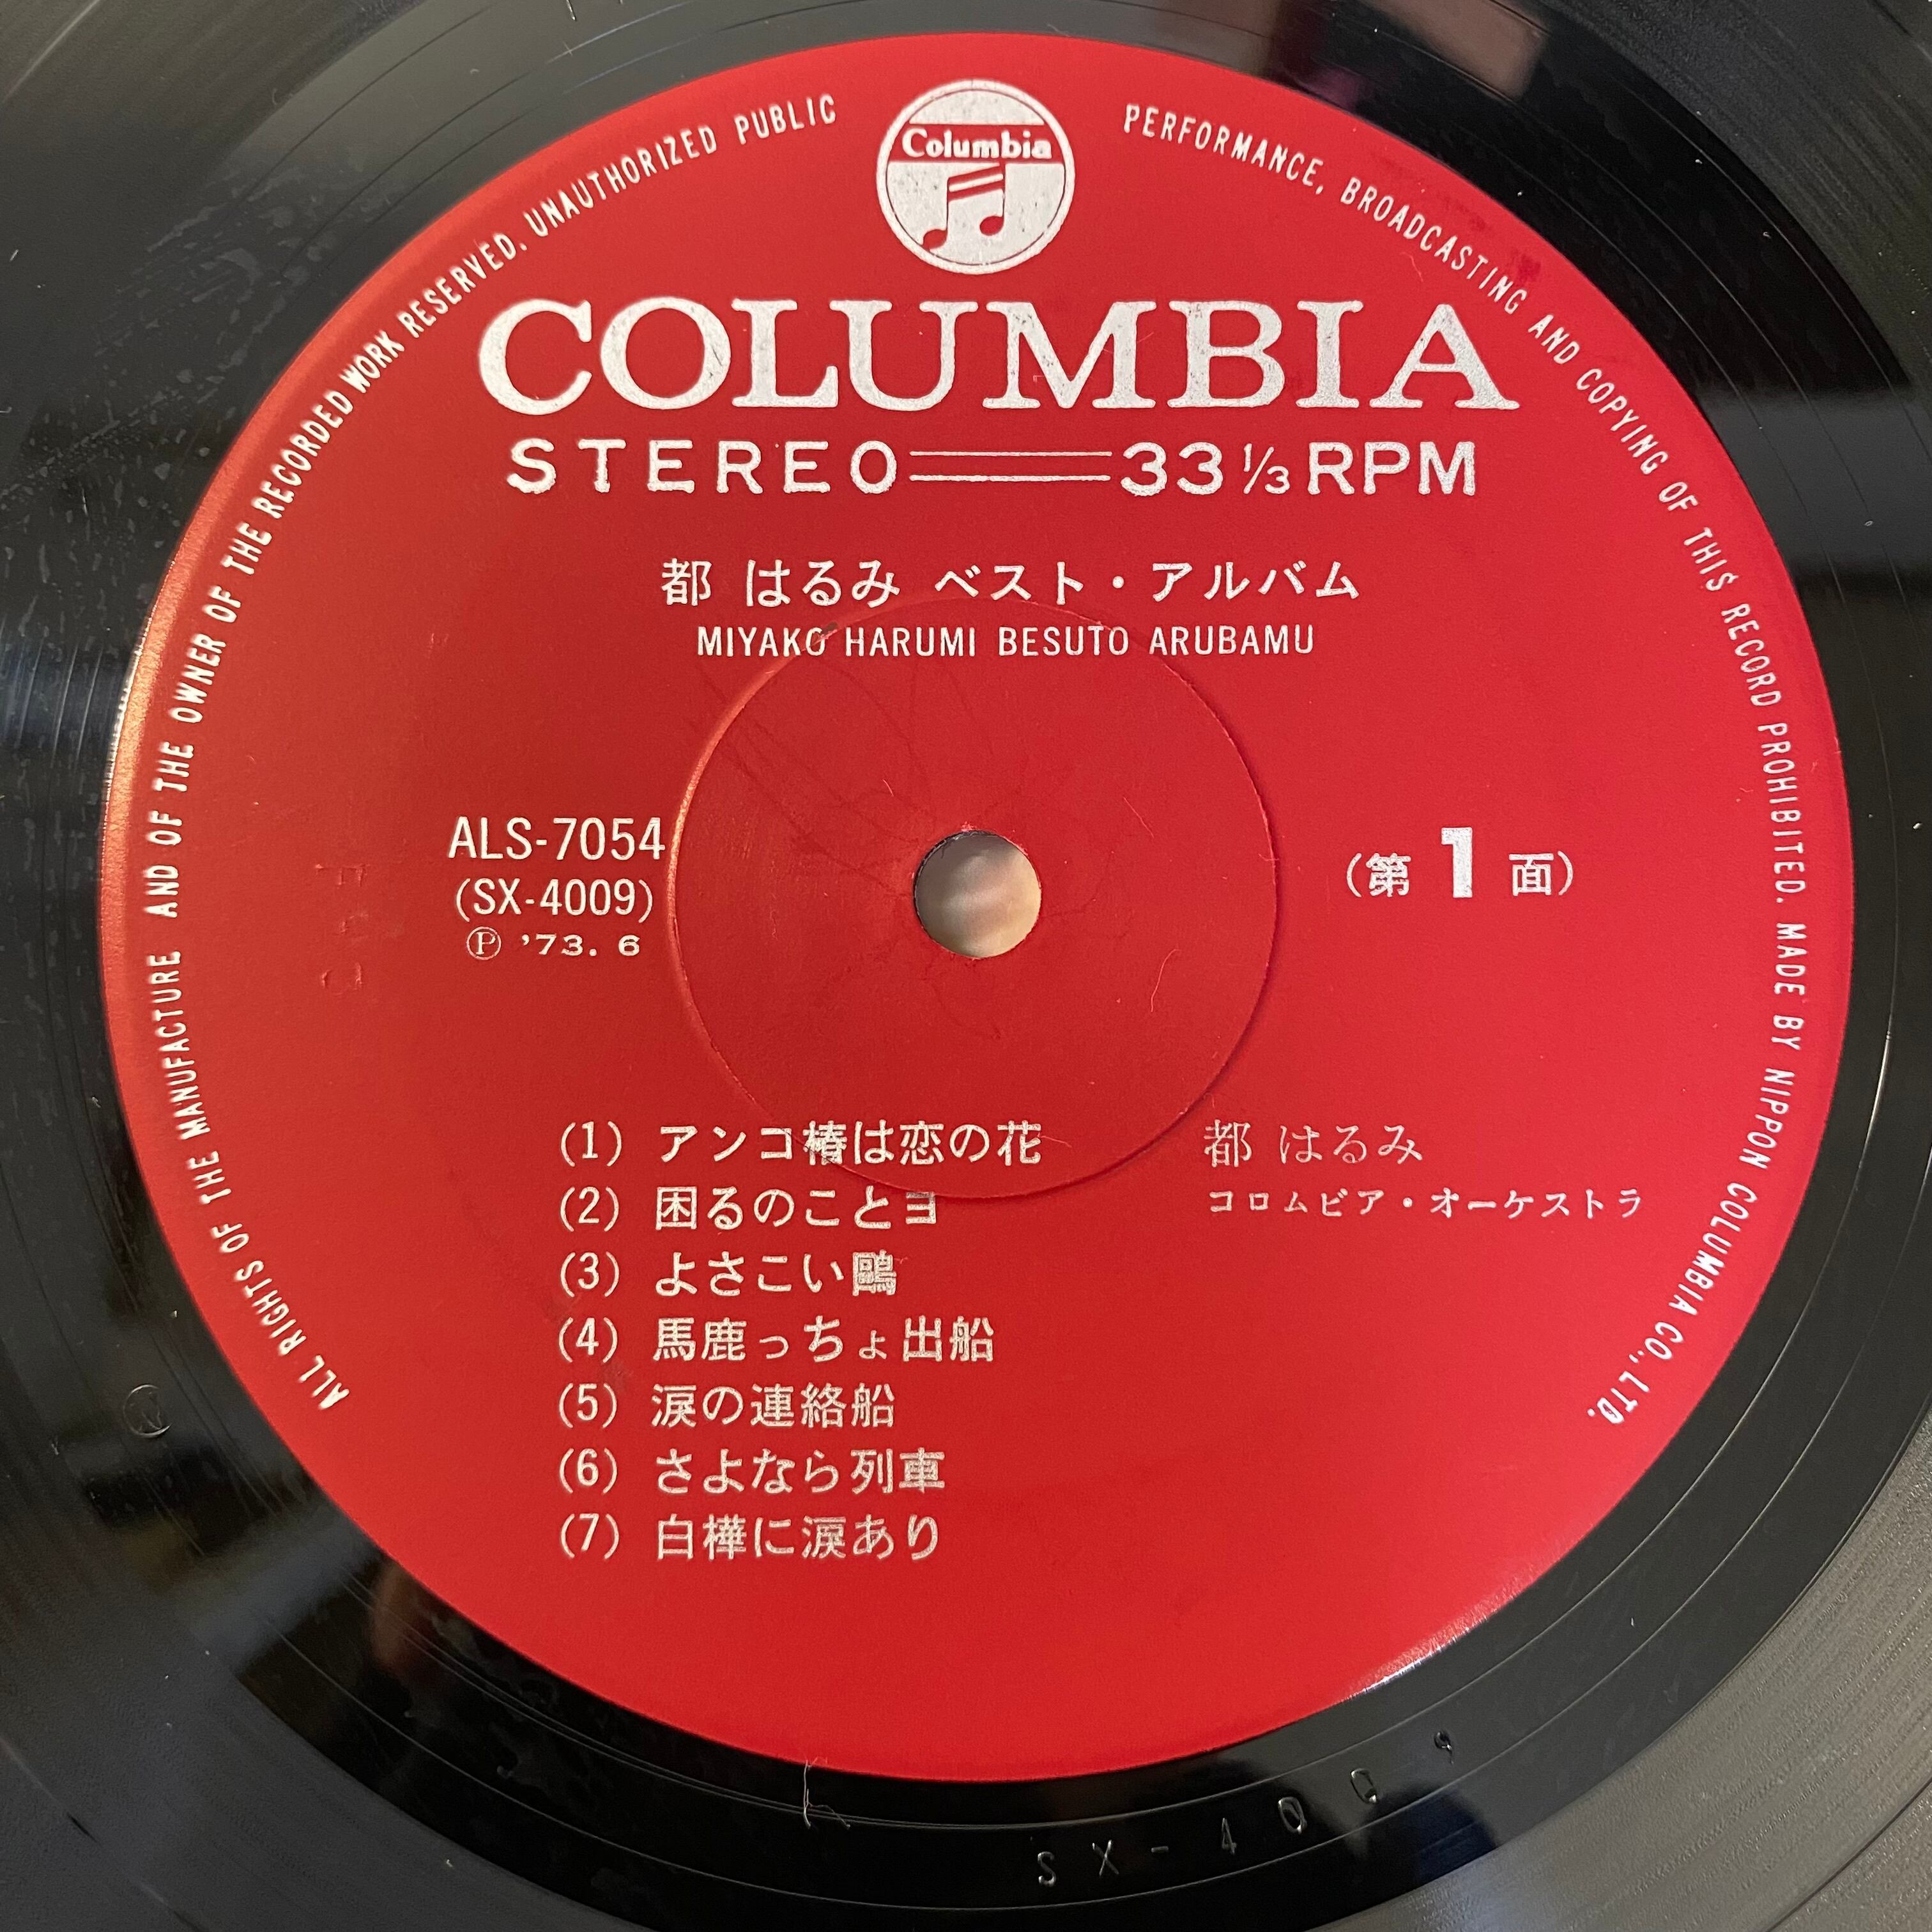 Columbia
ALL RIGHTS OF THE MANUFACTURE AND OF THE OWNER OF THE RECORDED WORK RESERVED. UNAUTHORIZED PUBLIC PERFORMANCE, BROADCASTING AND COPYING OF THIS RECORD PROHIBITED. MADE BY NIPPON COLUMBIA CO., LTD.
COLUMBIA
STEREO 33 1/3 RPM
都 はるみ ベスト・アルバム
MIYAKO HARUMI BESUTO ARUBAMU
ALS-7054
(SX-4009)
Ⓟ '73. 6
(第 1 面)
(1) アンコ椿は恋の花
(2) 困るのことヨ
(3) よさこい鷗
(4) 馬鹿っちょ出船
(5) 涙の連絡船
(6) さよなら列車
(7) 白樺に涙あり
都 はるみ
コロムビア・オーケストラ
SX-400